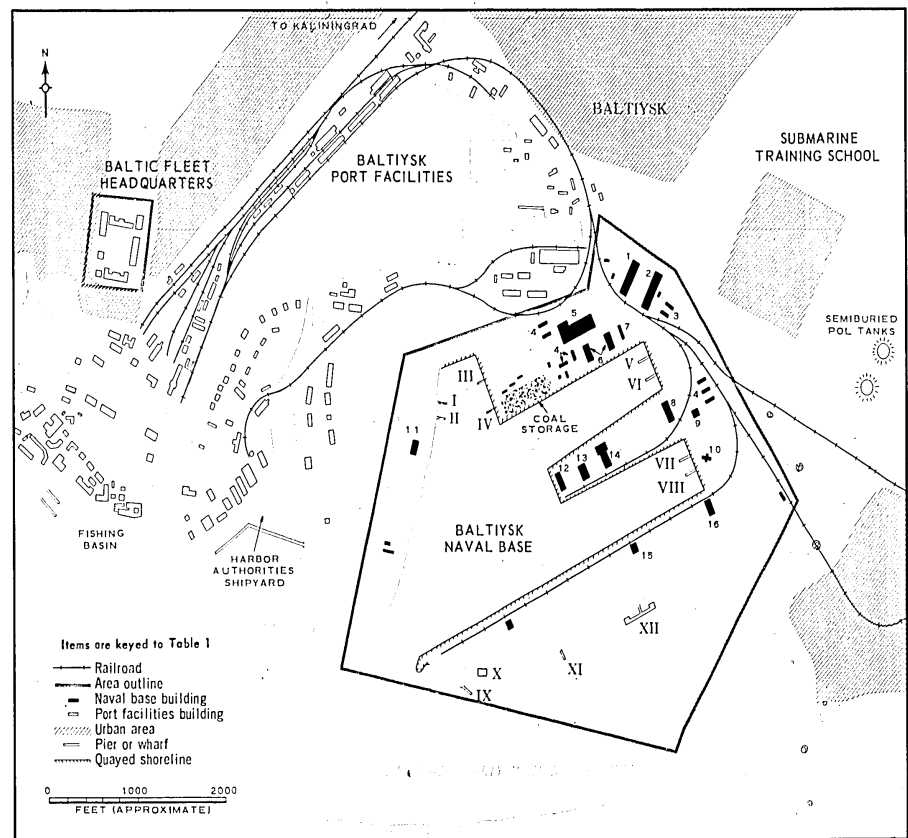 TO KALININGRAD
N
BALTIYSK
SUBMARINE
TRAINING SCHOOL
BALTIC FLEET
HEADQUARTERS
BALTIYSK
PORT FACILITIES
SEMIBURIED
POL TANKS
1
2
3
4
5
4
6
7
III
I
II
IV
V
VI
COAL
STORAGE
8
4
9
11
12
13
14
VII
VIII
10
16
BALTIYSK
NAVAL BASE
15
FISHING
BASIN
HARBOR
AUTHORITIES
SHIPYARD
XII
XI
X
IX
Items are keyed to Table 1
Railroad
Area outline
Naval base building
Port facilities building
Urban area
Pier or wharf
Quayed shoreline
0 1000 2000
FEET (APPROXIMATE)